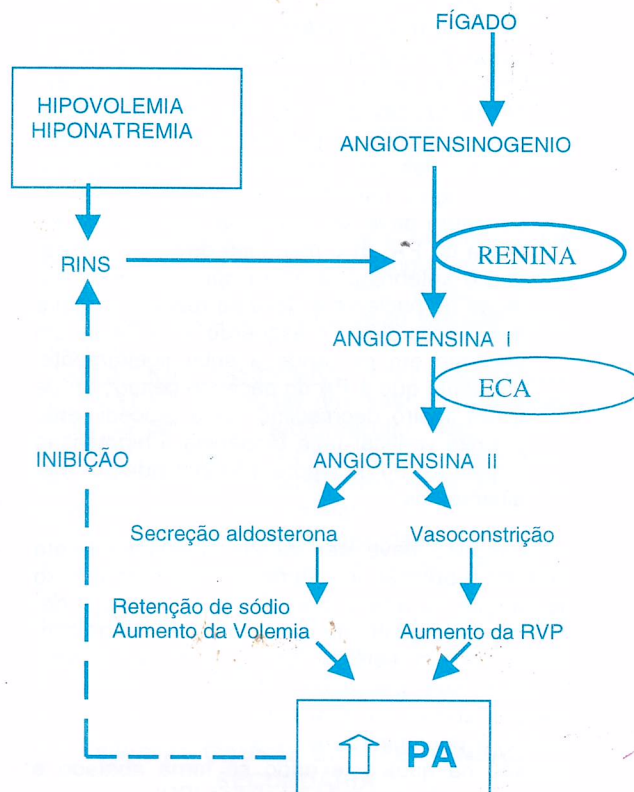 FÍGADO
HIPOVOLEMIA
HIPONATREMIA
ANGIOTENSINOGENIO
RINS
RENINA
ANGIOTENSINA I
ECA
INIBIÇÃO
ANGIOTENSINA II
Secreção aldosterona
Vasoconstrição
Retenção de sódio
Aumento da Volemia
Aumento da RVP
PA